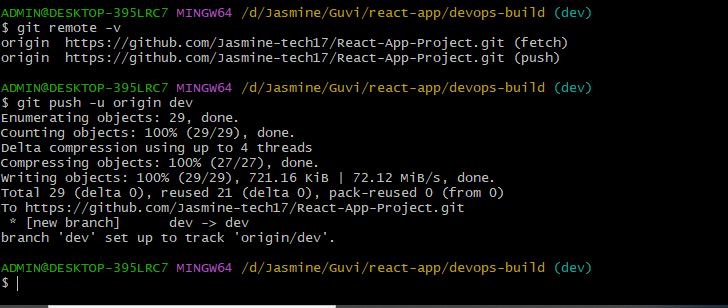 ADMIN@DESKTOP-395LRC7 MINGW64 /d/Jasmine/Guvi/react-app/devops-build (dev)
$ git remote -v
origin  https://github.com/Jasmine-tech17/React-App-Project.git (fetch)
origin  https://github.com/Jasmine-tech17/React-App-Project.git (push)
ADMIN@DESKTOP-395LRC7 MINGW64 /d/Jasmine/Guvi/react-app/devops-build (dev)
$ git push -u origin dev
Enumerating objects: 29, done.
Counting objects: 100% (29/29), done.
Delta compression using up to 4 threads
Compressing objects: 100% (27/27), done.
Writing objects: 100% (29/29), 721.16 KiB | 72.12 MiB/s, done.
Total 29 (delta 0), reused 21 (delta 0), pack-reused 0 (from 0)
To https://github.com/Jasmine-tech17/React-App-Project.git
 * [new branch]      dev -> dev
branch 'dev' set up to track 'origin/dev'.
ADMIN@DESKTOP-395LRC7 MINGW64 /d/Jasmine/Guvi/react-app/devops-build (dev)
$